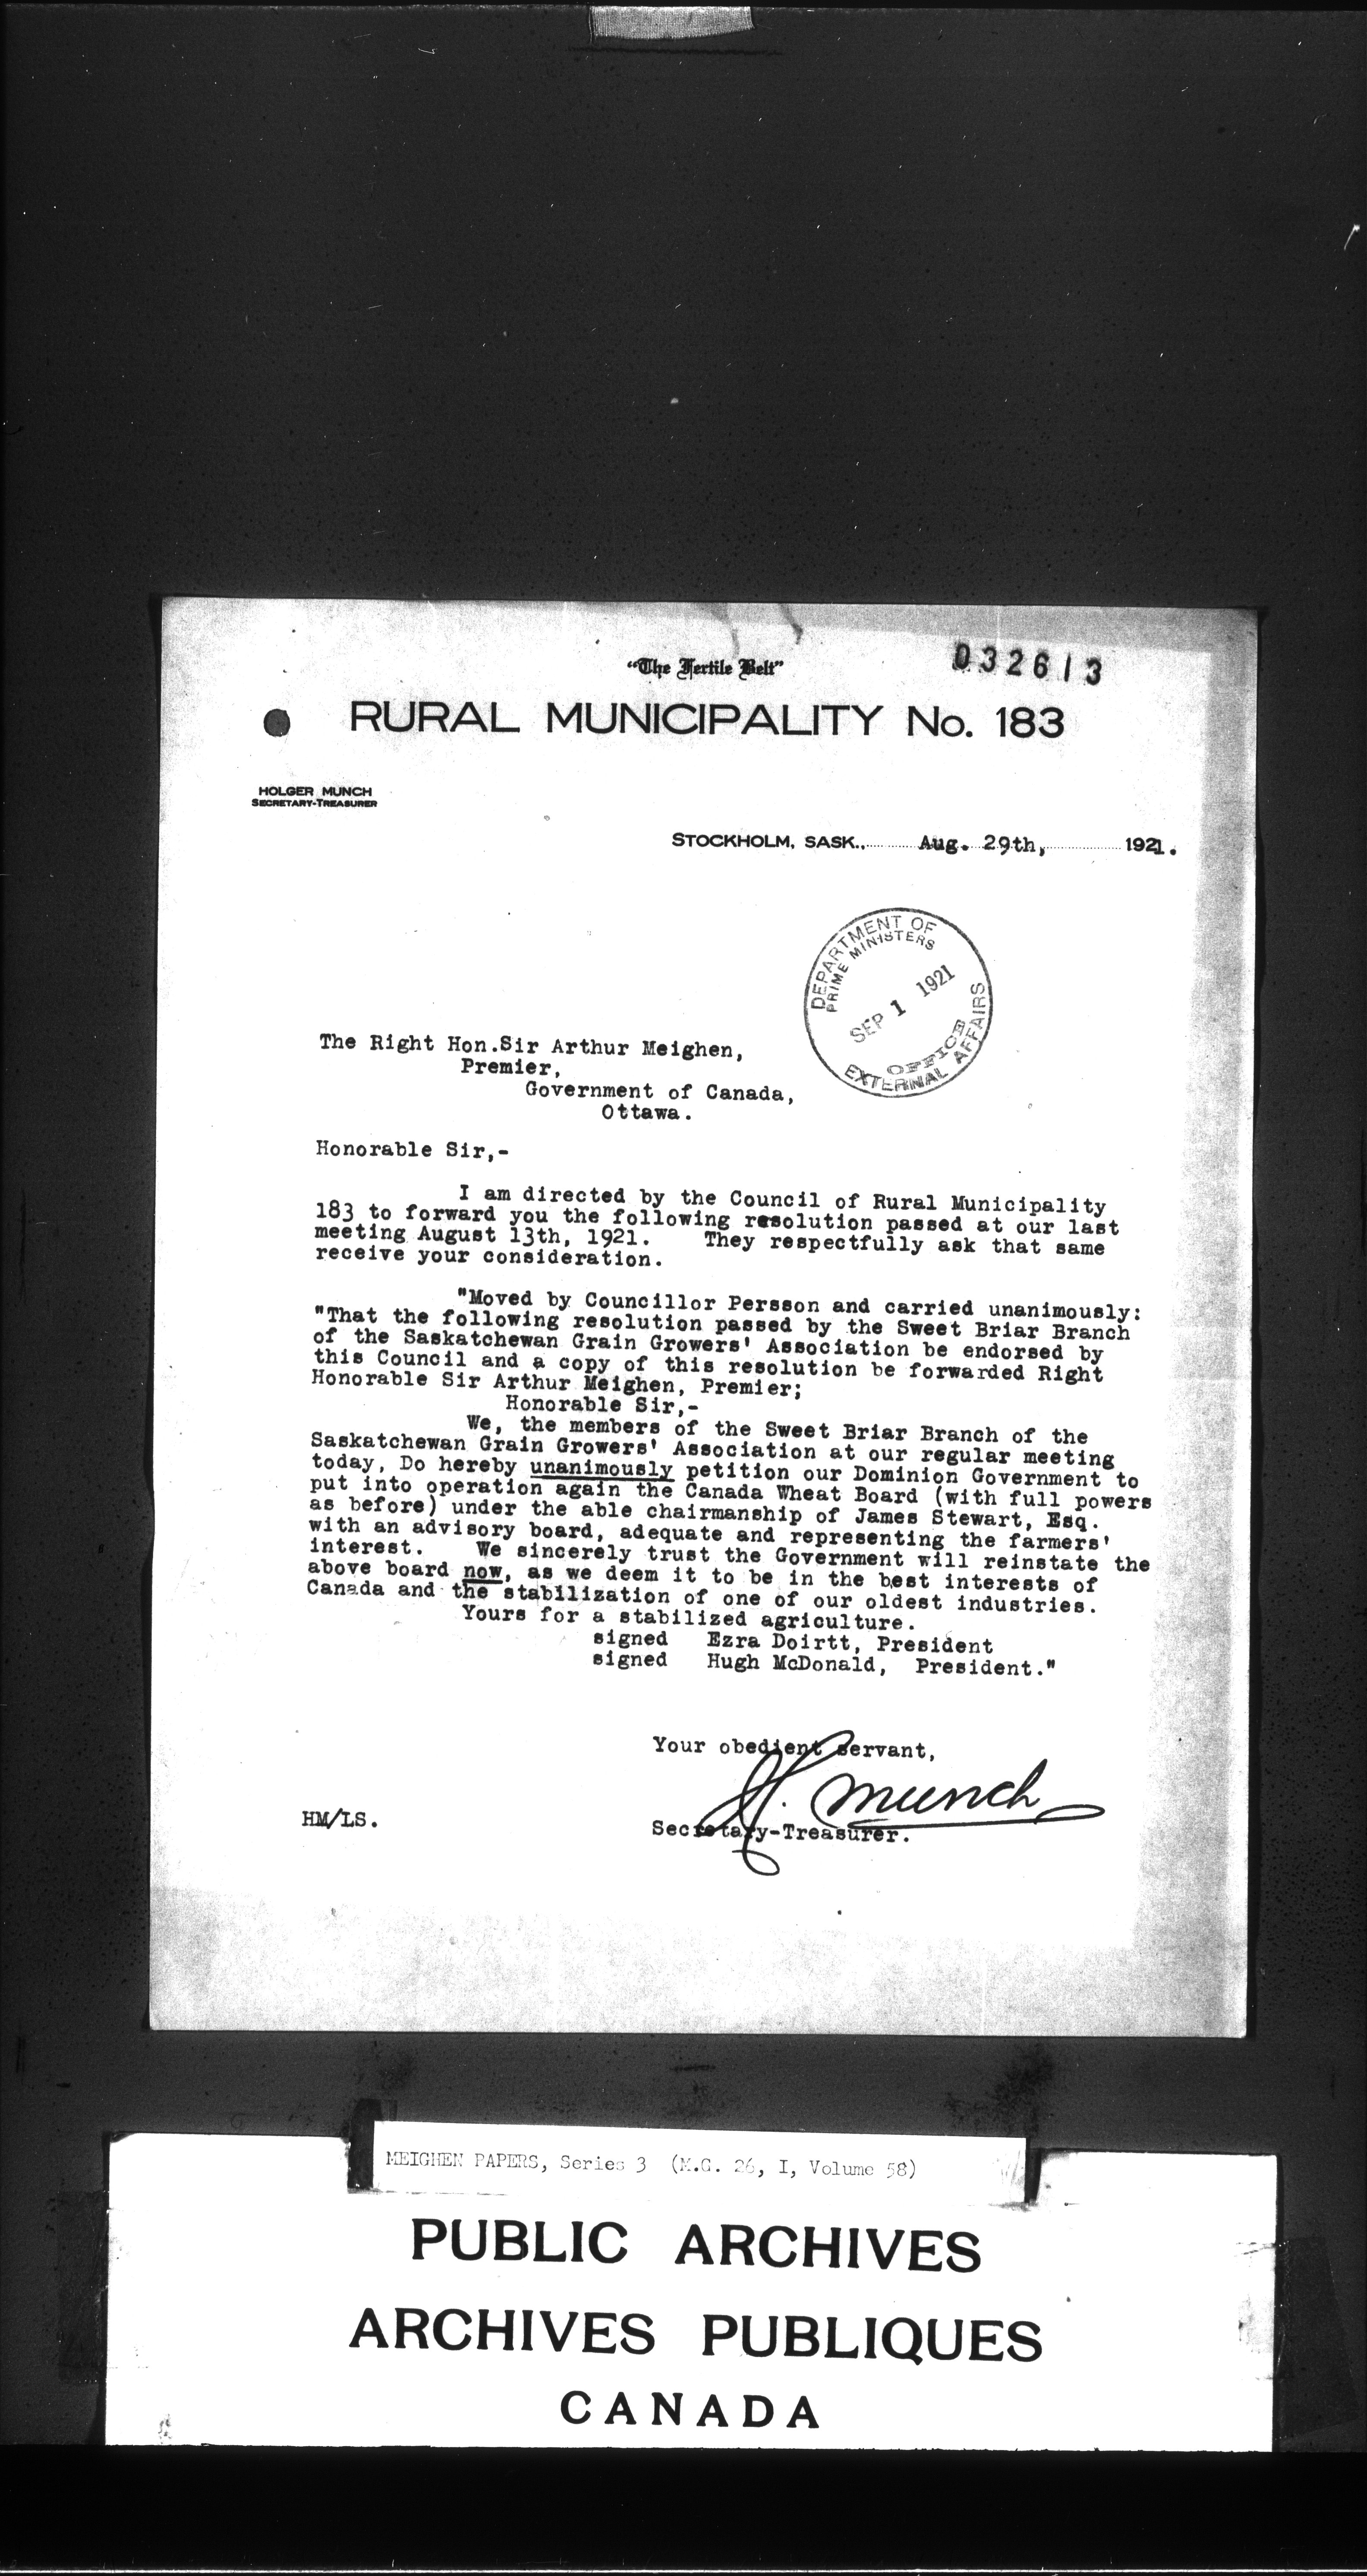 "The Fertile Belt"
032613
RURAL MUNICIPALITY No. 183
HOLGER MUNCH
SECRETARY-TREASURER
STOCKHOLM, SASK., Aug. 29th, 1921.
DEPARTMENT OF
PRIME MINISTERS
SEP 1 1921
OFFICE
EXTERNAL AFFAIRS
The Right Hon.Sir Arthur Meighen,
Premier,
Government of Canada,
Ottawa.
Honorable Sir,-
I am directed by the Council of Rural Municipality
183 to forward you the following resolution passed at our last
meeting August 13th, 1921. They respectfully ask that same
receive your consideration.
"Moved by Councillor Persson and carried unanimously:
"That the following resolution passed by the Sweet Briar Branch
of the Saskatchewan Grain Growers' Association be endorsed by
this Council and a copy of this resolution be forwarded Right
Honorable Sir Arthur Meighen, Premier;
Honorable Sir,-
We, the members of the Sweet Briar Branch of the
Saskatchewan Grain Growers' Association at our regular meeting
today, Do hereby unanimously petition our Dominion Government to
put into operation again the Canada Wheat Board (with full powers
as before) under the able chairmanship of James Stewart, Esq.
with an advisory board, adequate and representing the farmers'
interest. We sincerely trust the Government will reinstate the
above board now, as we deem it to be in the best interests of
Canada and the stabilization of one of our oldest industries.
Yours for a stabilized agriculture.
signed Ezra Doirtt, President
signed Hugh McDonald, President."
Your obedient servant,
H. Munch
HM/LS.
Secretary-Treasurer.
MEIGHEN PAPERS, Series 3 (M.G. 26, I, Volume 58)
PUBLIC ARCHIVES
ARCHIVES PUBLIQUES
CANADA